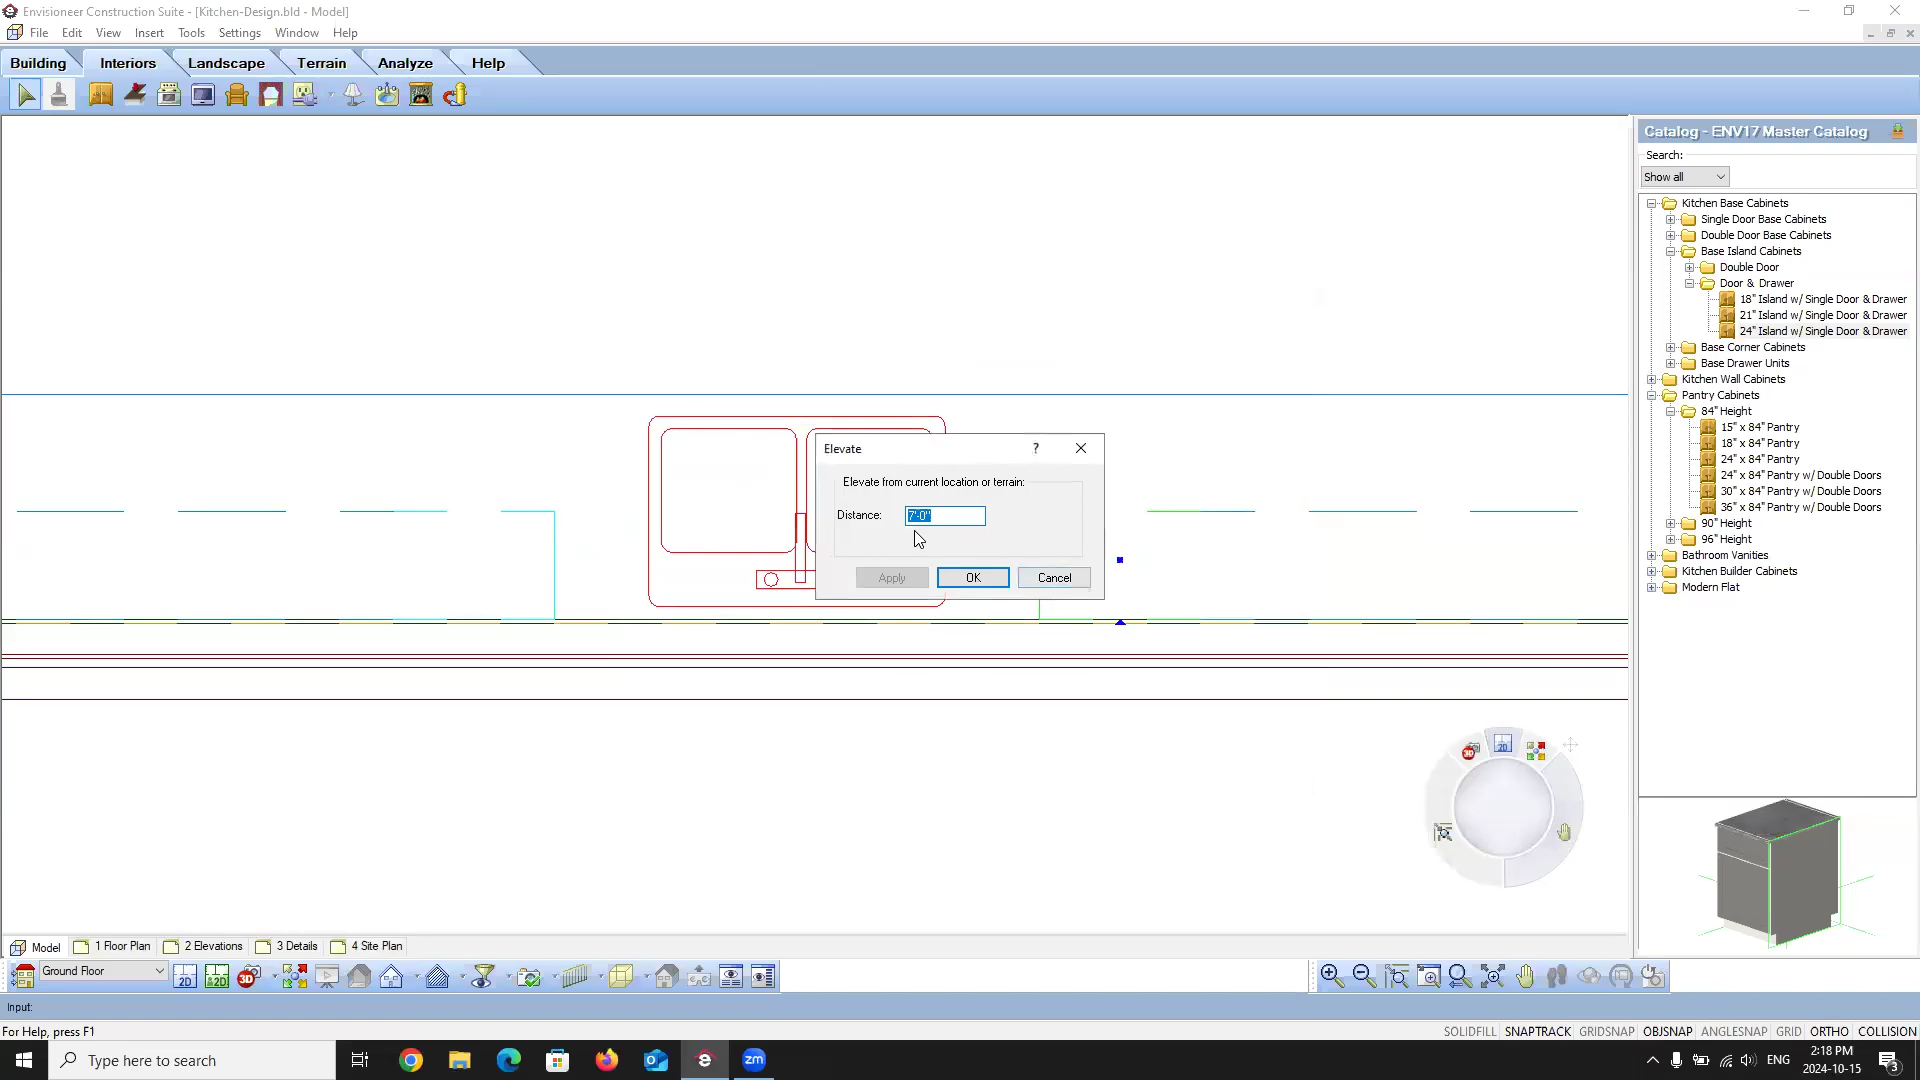 Envisioneer Construction Suite - [Kitchen-Design.bld - Model]
File Edit View Insert Tools Settings Window Help
Building Interiors Landscape Terrain Analyze Help
Catalog - ENV17 Master Catalog
Search:
Show all
Kitchen Base Cabinets
Single Door Base Cabinets
Double Door Base Cabinets
Base Island Cabinets
Double Door
Door & Drawer
18" Island w/ Single Door & Drawer
21" Island w/ Single Door & Drawer
24" Island w/ Single Door & Drawer
Base Corner Cabinets
Base Drawer Units
Kitchen Wall Cabinets
Pantry Cabinets
84" Height
15" x 84" Pantry
18" x 84" Pantry
24" x 84" Pantry
24" x 84" Pantry w/ Double Doors
30" x 84" Pantry w/ Double Doors
36" x 84" Pantry w/ Double Doors
90" Height
96" Height
Bathroom Vanities
Kitchen Builder Cabinets
Modern Flat
Elevate ?
Elevate from current location or terrain:
Distance: 7'-0"
Apply OK Cancel
3D 2D
Model 1 Floor Plan 2 Elevations 3 Details 4 Site Plan
Ground Floor 2D 2D 3D
Input:
For Help, press F1
SOLIDFILL SNAPTRACK GRIDSNAP OBJSNAP ANGLESNAP GRID ORTHO COLLISION
Type here to search
zm
ENG
2:18 PM
2024-10-15
3